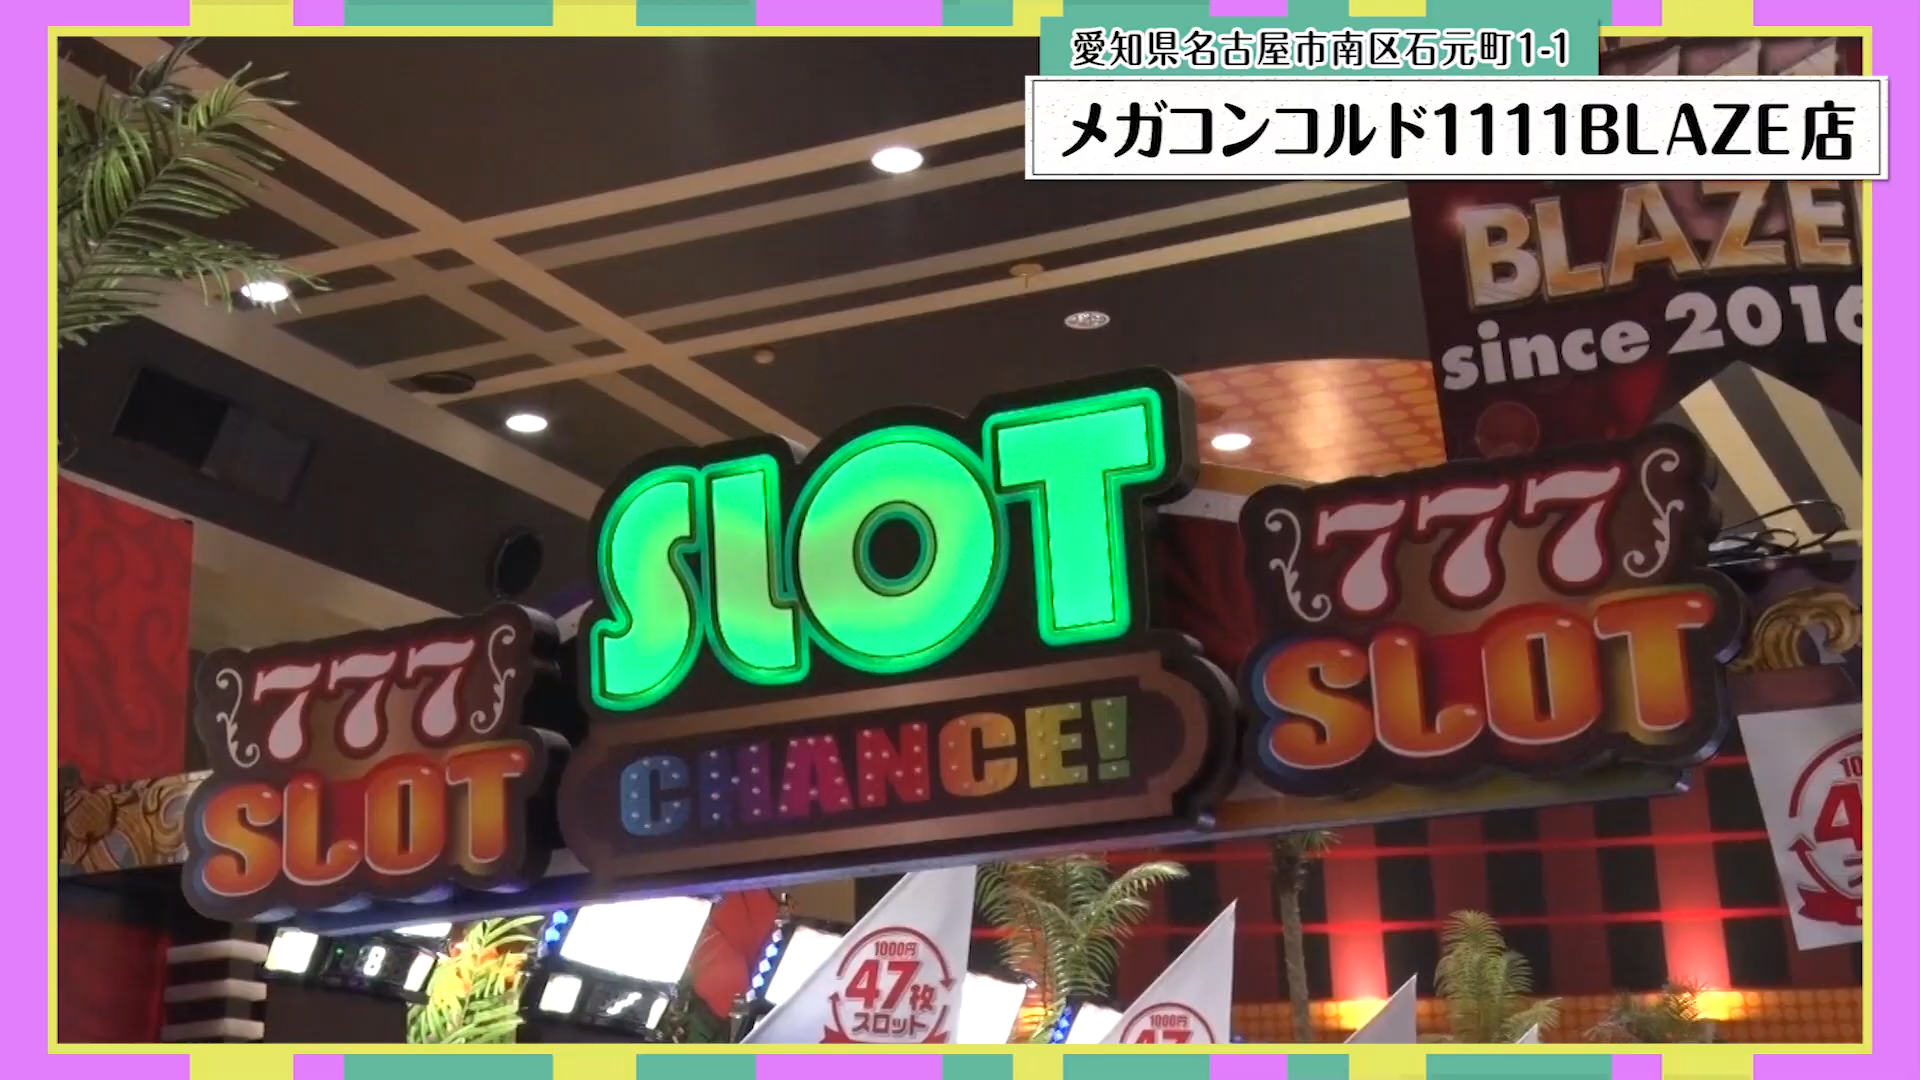 愛知県名古屋市南区石元町1-1
メガコンコルド1111BLAZE店
BLAZE
since 2016
SLOT
CHANCE!
777
SLOT
777
SLOT
1000円
47枚
スロット
1000円
47
10
4